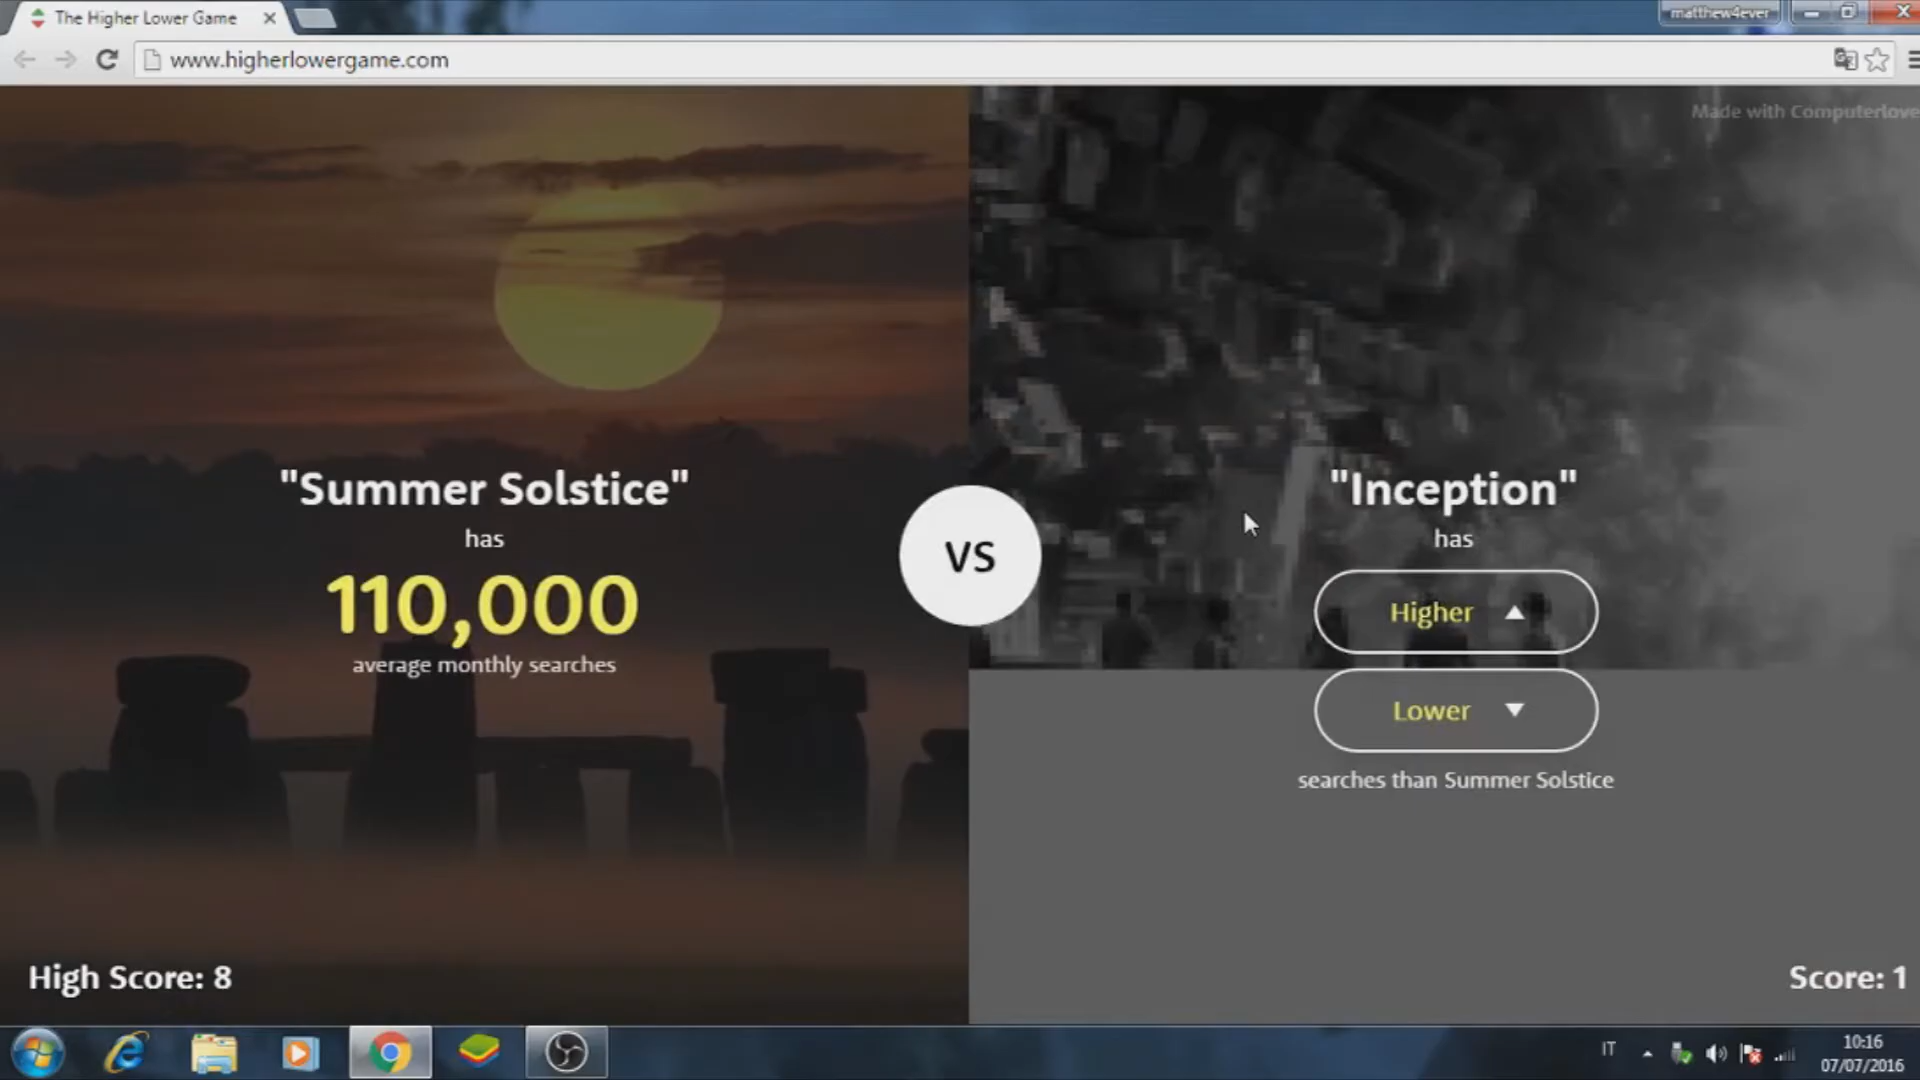 The Higher Lower Game
matthew4ever
www.higherlowergame.com
Made with Computerlove
"Summer Solstice"
has
110,000
average monthly searches
VS
"Inception"
has
Higher
Lower
searches than Summer Solstice
High Score: 8
Score: 1
IT
10:16
07/07/2016